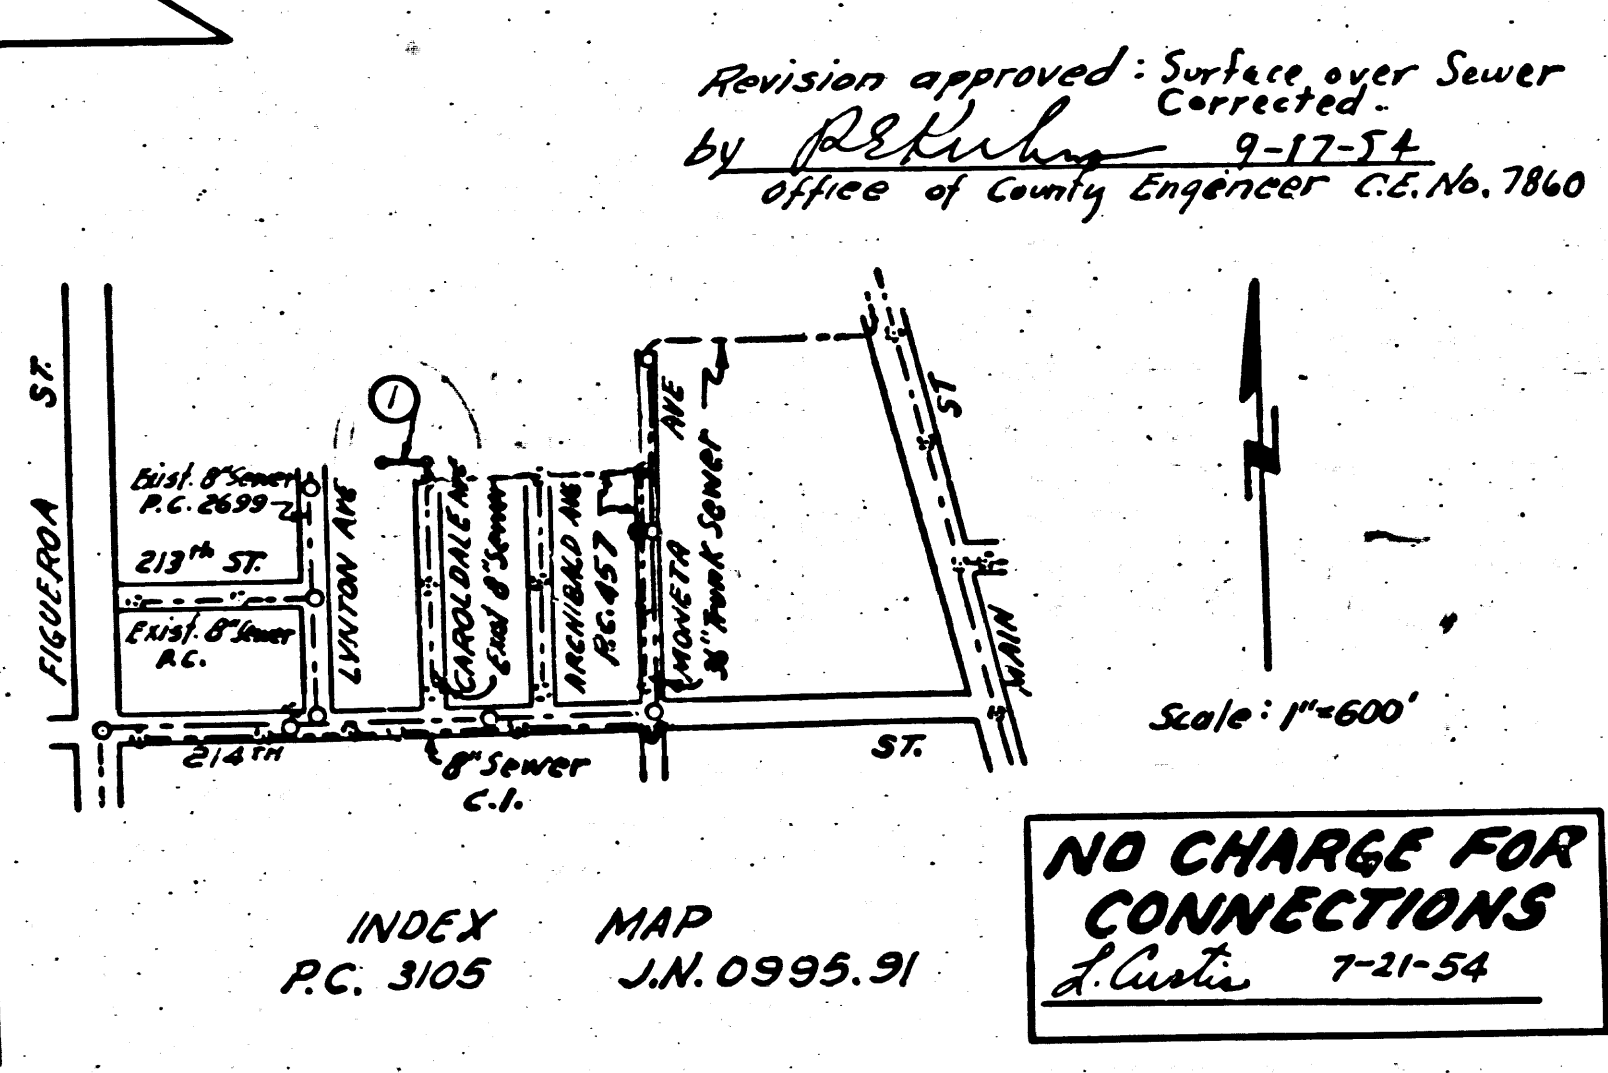 Revision approved: Surface over Sewer
Corrected.
by REKuhn 9-17-54
Office of County Engineer C.E. No. 7860
FIGUEROA ST.
Exist. 8" Sewer
P.C. 2699
213th ST.
Exist. 8" Sewer
P.C.
1
LYNTON AVE
CAROLDALE AVE
Exist 8" Sewer
ARCHIBALD AVE
P.C. 457
MONETA AVE
36" Trunk Sewer
MAIN ST
214TH ST.
8" Sewer
C.I.
Scale: 1"=600'
INDEX MAP
P.C. 3105 J.N. 0995.91
NO CHARGE FOR
CONNECTIONS
L. Curtis 7-21-54